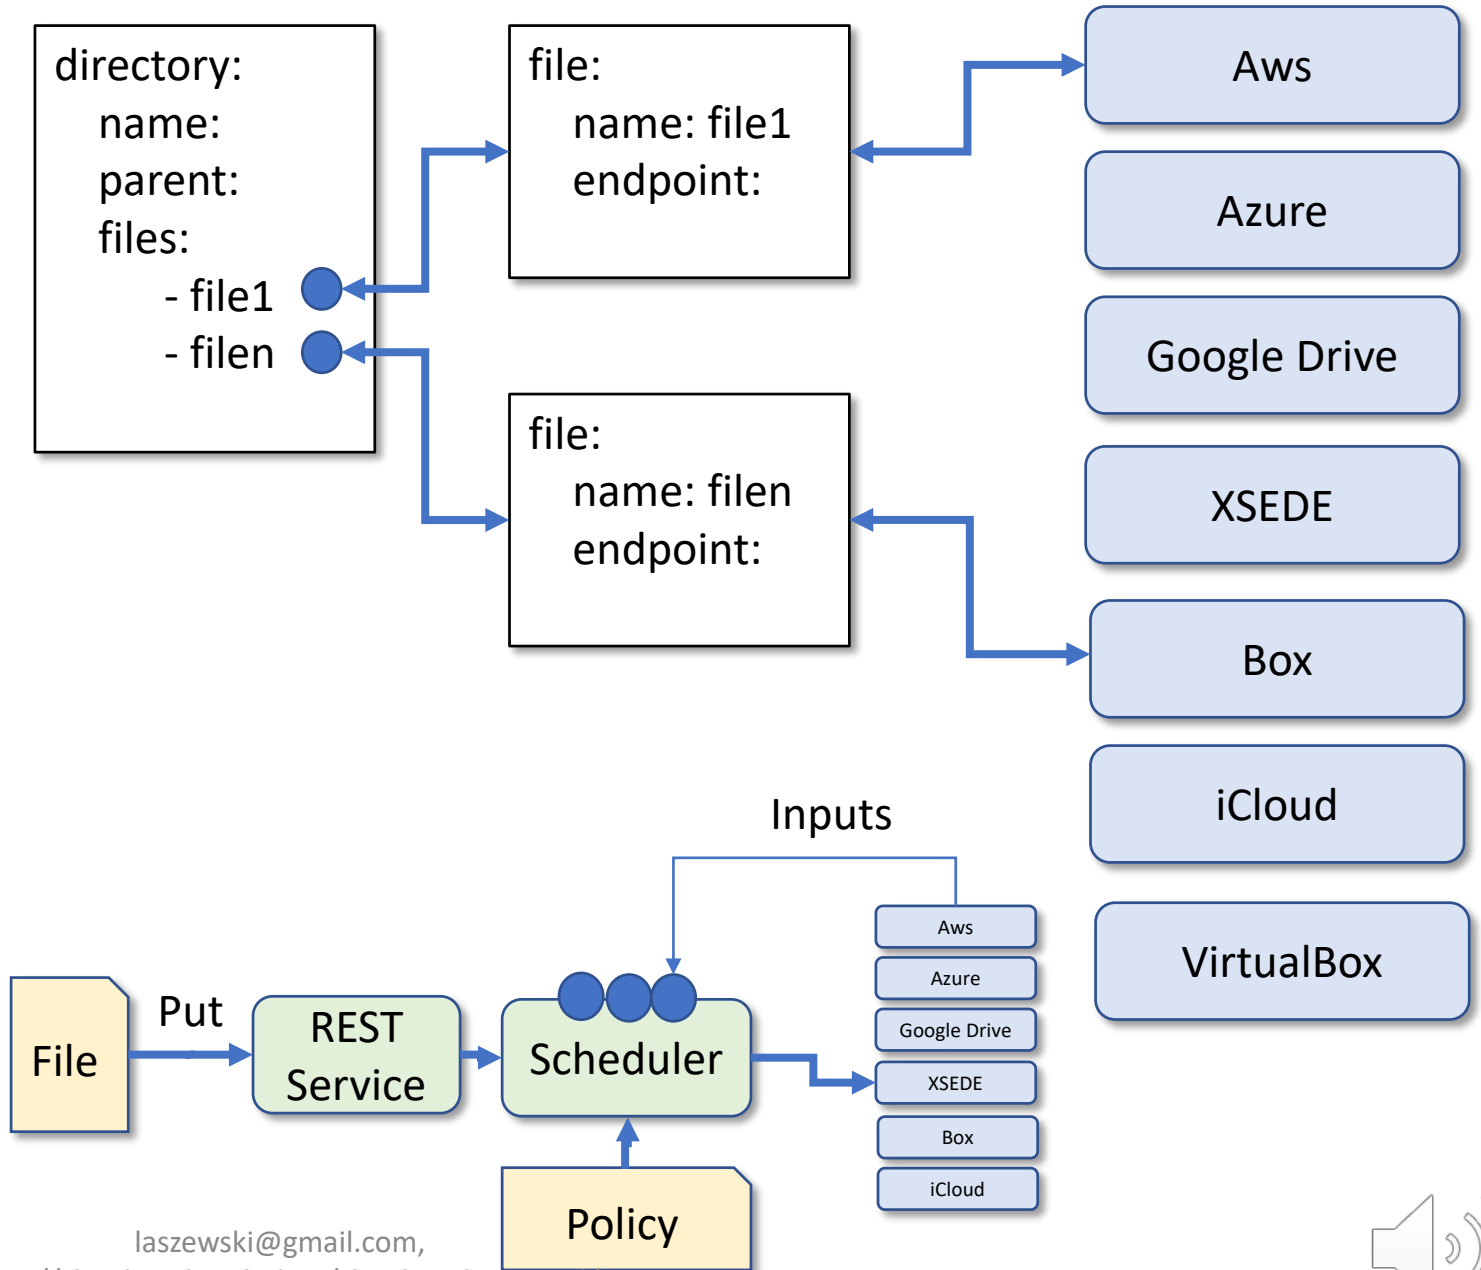 directory:
name:
parent:
files:
- file1
- filen
file:
name: file1
endpoint:
file:
name: filen
endpoint:
Aws
Azure
Google Drive
XSEDE
Box
iCloud
VirtualBox
Inputs
File
Put
REST
Service
Scheduler
Policy
Aws
Azure
Google Drive
XSEDE
Box
iCloud
laszewski@gmail.com,